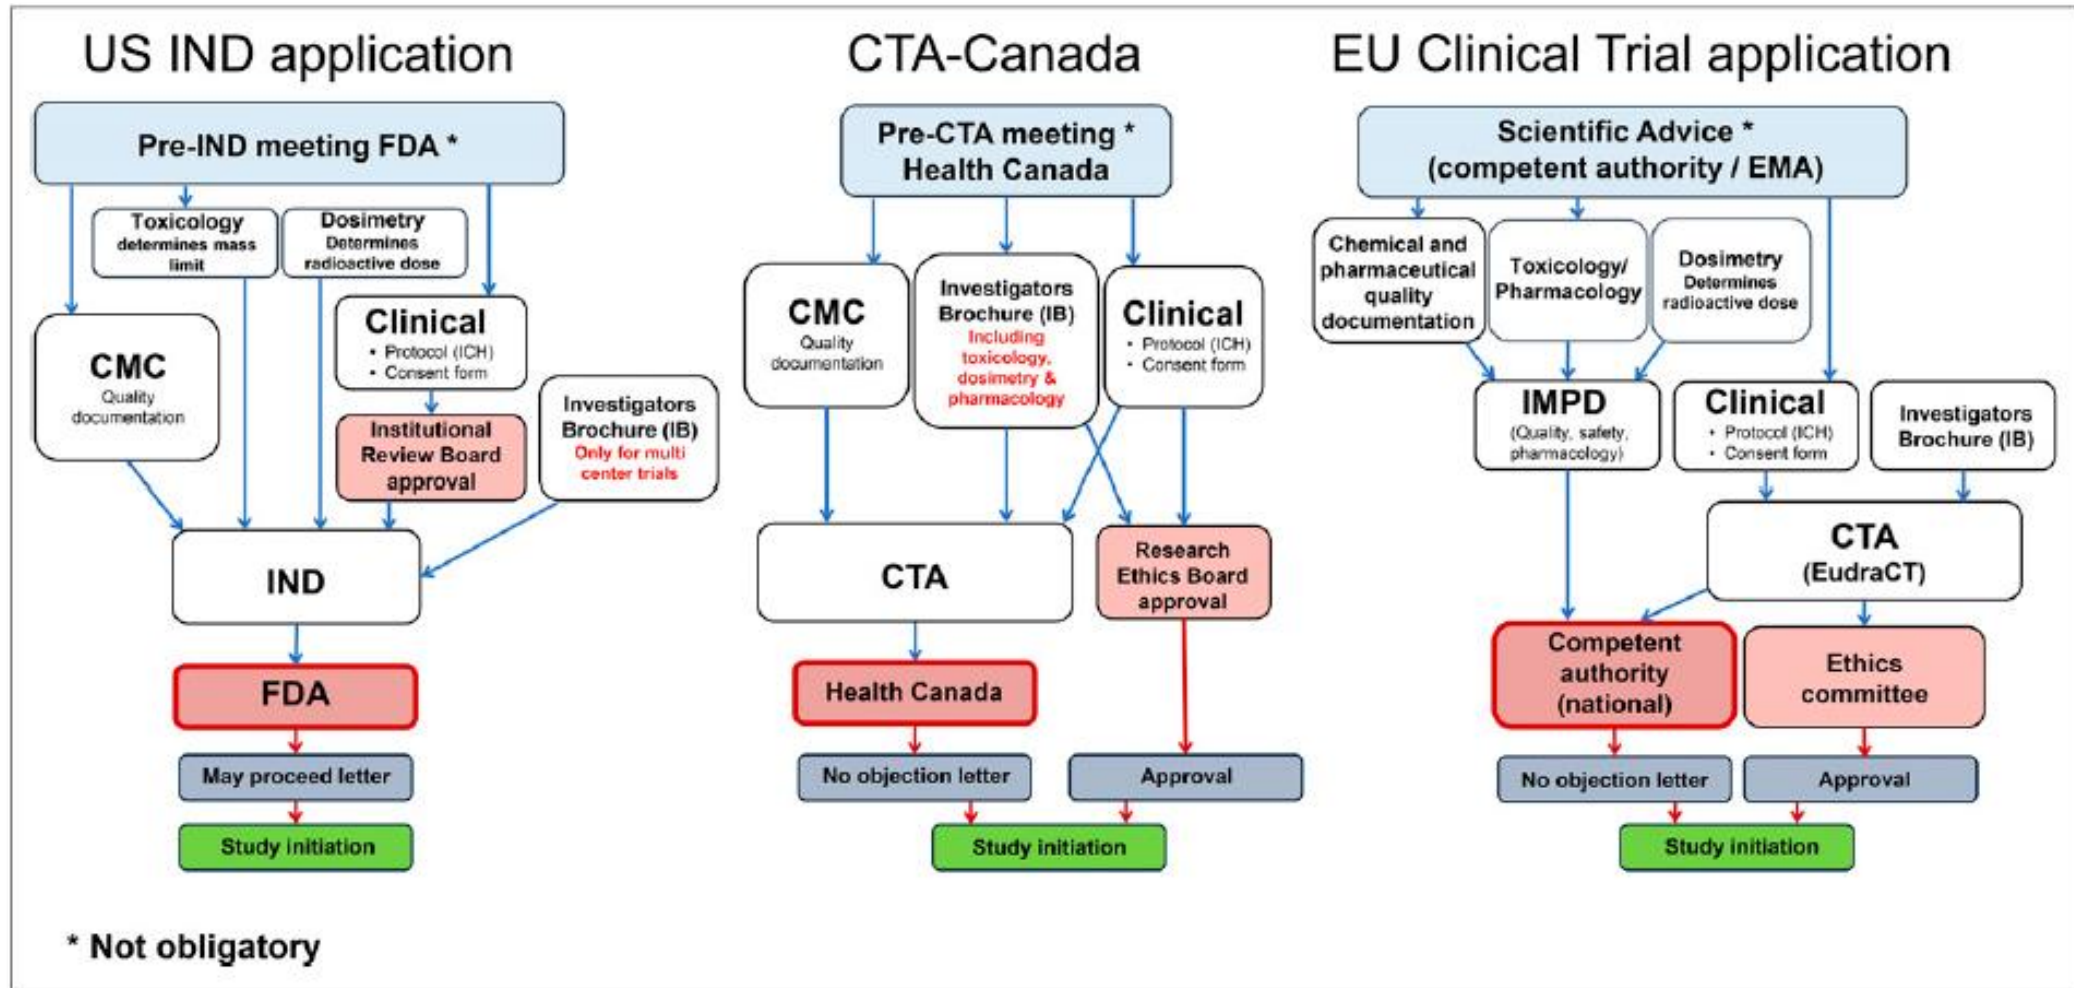 US IND application
Pre-IND meeting FDA *
Toxicology
determines mass
limit
Dosimetry
Determines
radioactive dose
Clinical
• Protocol (ICH)
• Consent form
CMC
Quality
documentation
Institutional
Review Board
approval
Investigators
Brochure (IB)
Only for multi
center trials
IND
FDA
May proceed letter
Study initiation
CTA-Canada
Pre-CTA meeting *
Health Canada
CMC
Quality
documentation
Investigators
Brochure (IB)
Including
toxicology,
dosimetry &
pharmacology
Clinical
• Protocol (ICH)
• Consent form
CTA
Research
Ethics Board
approval
Health Canada
No objection letter
Approval
Study initiation
EU Clinical Trial application
Scientific Advice *
(competent authority / EMA)
Chemical and
pharmaceutical
quality
documentation
Toxicology/
Pharmacology
Dosimetry
Determines
radioactive dose
IMPD
(Quality, safety,
pharmacology)
Clinical
• Protocol (ICH)
• Consent form
Investigators
Brochure (IB)
CTA
(EudraCT)
Competent
authority
(national)
Ethics
committee
No objection letter
Approval
Study initiation
* Not obligatory